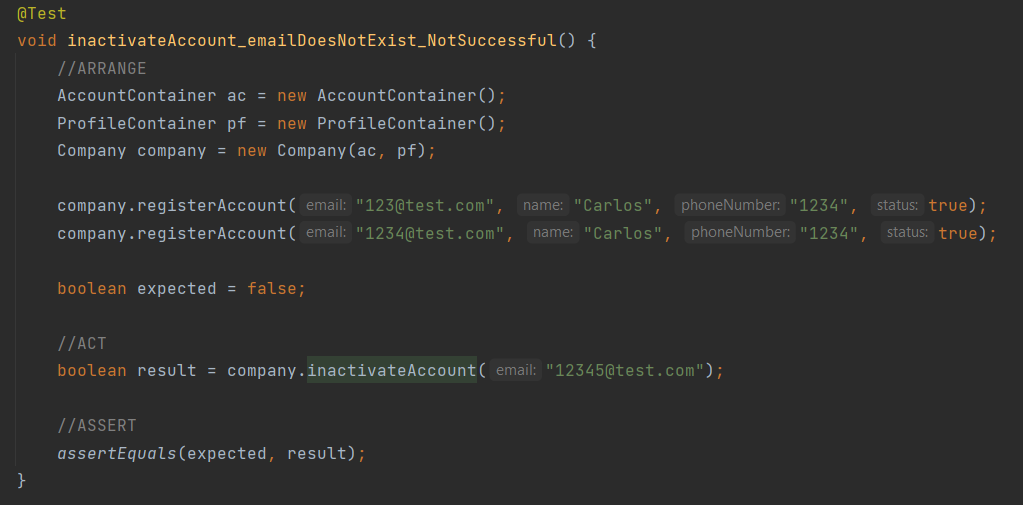 @Test
void inactivateAccount_emailDoesNotExist_NotSuccessful() {
//ARRANGE
AccountContainer ac = new AccountContainer();
ProfileContainer pf = new ProfileContainer();
Company company = new Company(ac, pf);
company.registerAccount( email: "123@test.com", name: "Carlos", phoneNumber: "1234", status: true);
company.registerAccount( email: "1234@test.com", name: "Carlos", phoneNumber: "1234", status: true);
boolean expected = false;
//ACT
boolean result = company.inactivateAccount( email: "12345@test.com");
//ASSERT
assertEquals(expected, result);
}